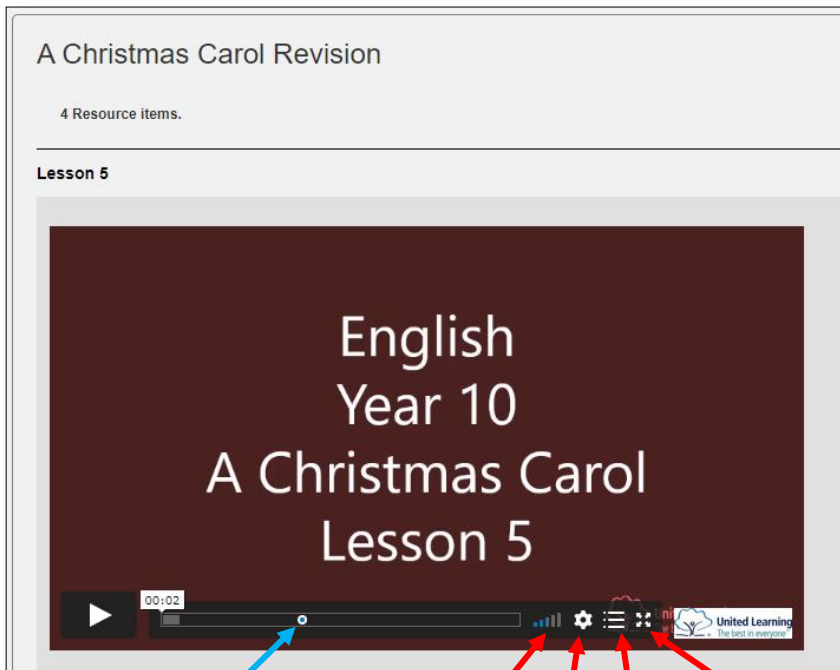 A Christmas Carol Revision
4 Resource items.
Lesson 5
English
Year 10
A Christmas Carol
Lesson 5
00:02
United Learning
The best in everyone